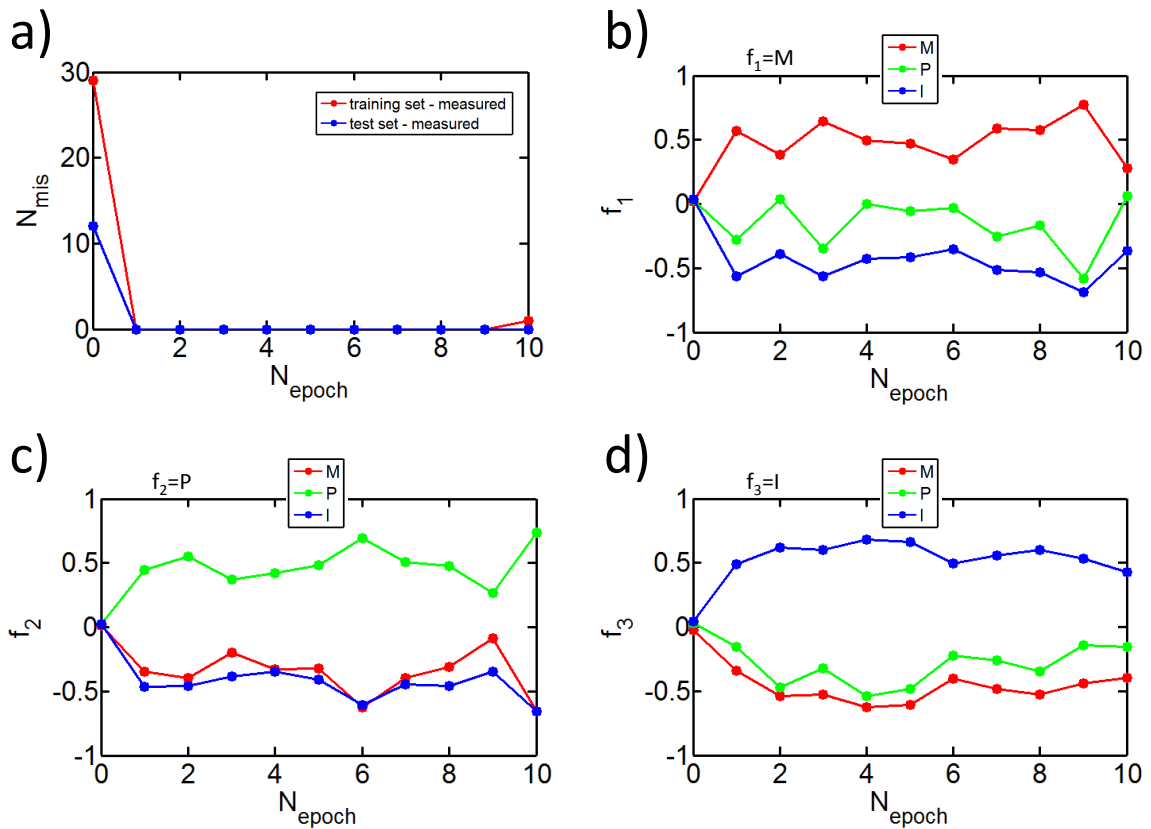 a)
30
20
10
0
N_mis
training set - measured
test set - measured
0 2 4 6 8 10
N_epoch
b)
f_1=M
M
P
I
1
0.5
0
-0.5
-1
f_1
0 2 4 6 8 10
N_epoch
c)
f_2=P
M
P
I
1
0.5
0
-0.5
-1
f_2
0 2 4 6 8 10
N_epoch
d)
f_3=I
M
P
I
1
0.5
0
-0.5
-1
f_3
0 2 4 6 8 10
N_epoch